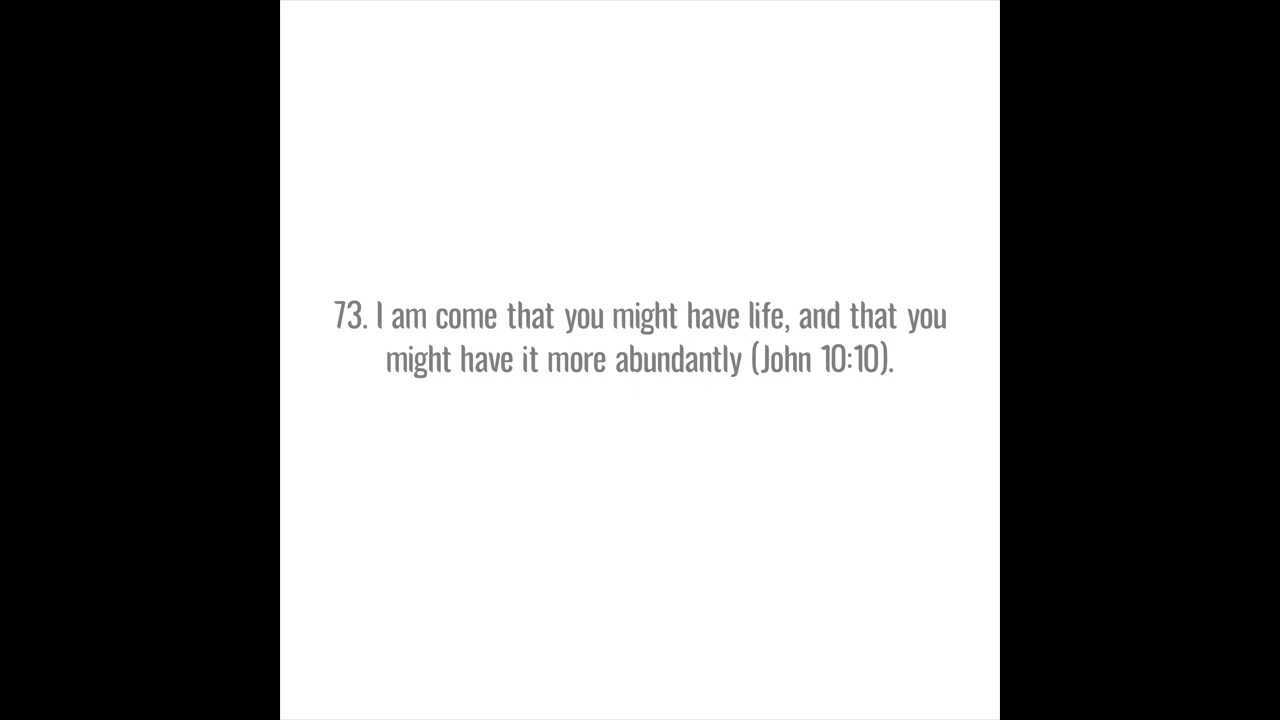 73. I am come that you might have life, and that you
might have it more abundantly (John 10:10).